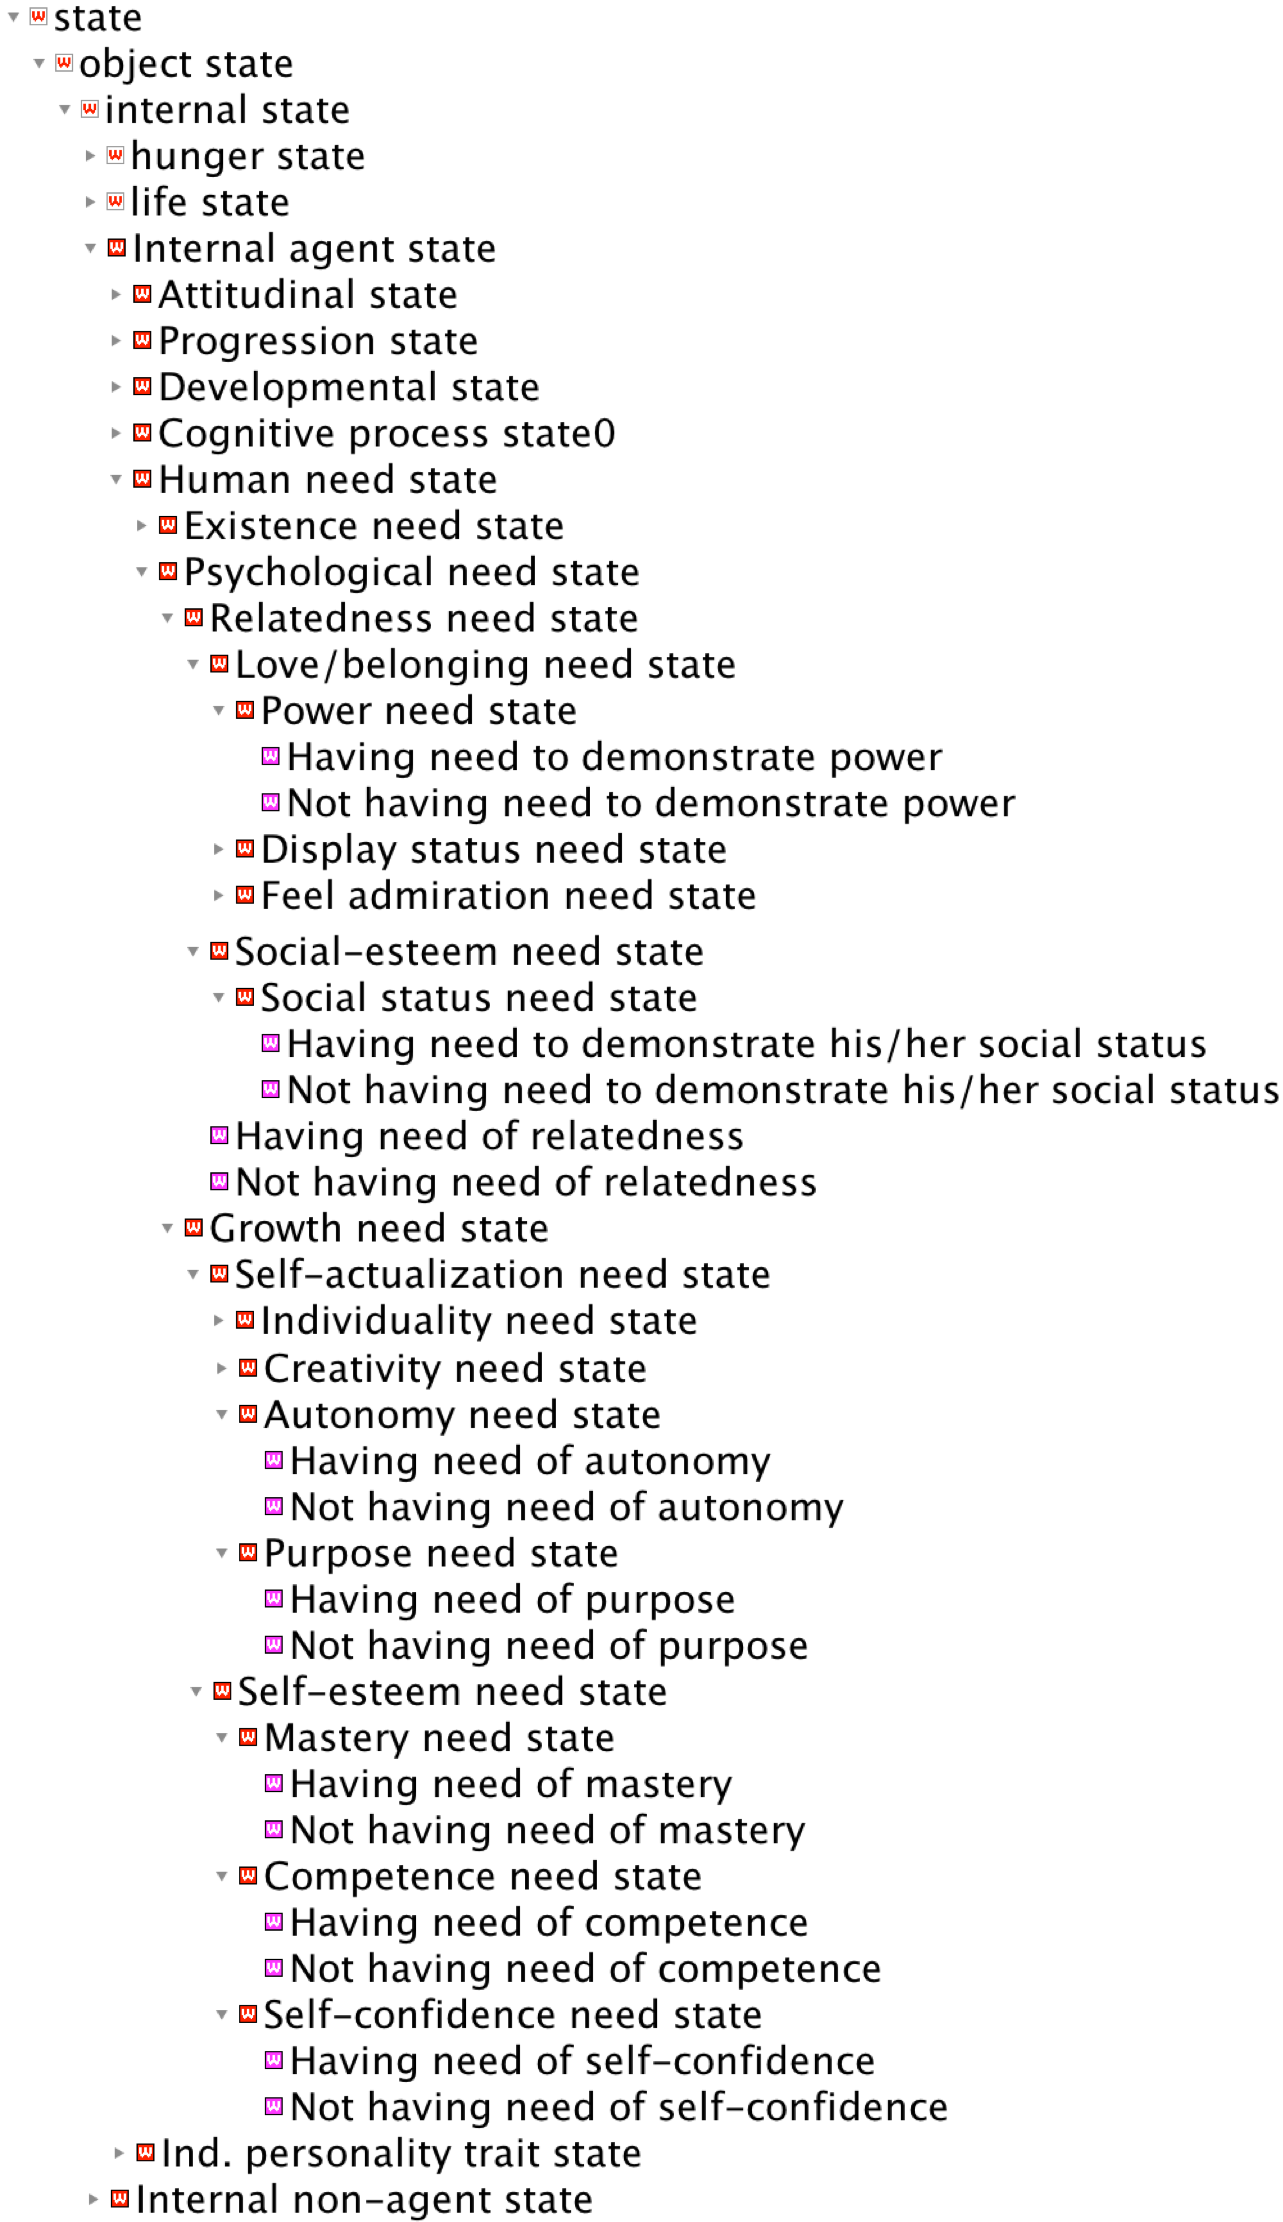 state
object state
internal state
hunger state
life state
Internal agent state
Attitudinal state
Progression state
Developmental state
Cognitive process state0
Human need state
Existence need state
Psychological need state
Relatedness need state
Love/belonging need state
Power need state
Having need to demonstrate power
Not having need to demonstrate power
Display status need state
Feel admiration need state
Social-esteem need state
Social status need state
Having need to demonstrate his/her social status
Not having need to demonstrate his/her social status
Having need of relatedness
Not having need of relatedness
Growth need state
Self-actualization need state
Individuality need state
Creativity need state
Autonomy need state
Having need of autonomy
Not having need of autonomy
Purpose need state
Having need of purpose
Not having need of purpose
Self-esteem need state
Mastery need state
Having need of mastery
Not having need of mastery
Competence need state
Having need of competence
Not having need of competence
Self-confidence need state
Having need of self-confidence
Not having need of self-confidence
Ind. personality trait state
Internal non-agent state